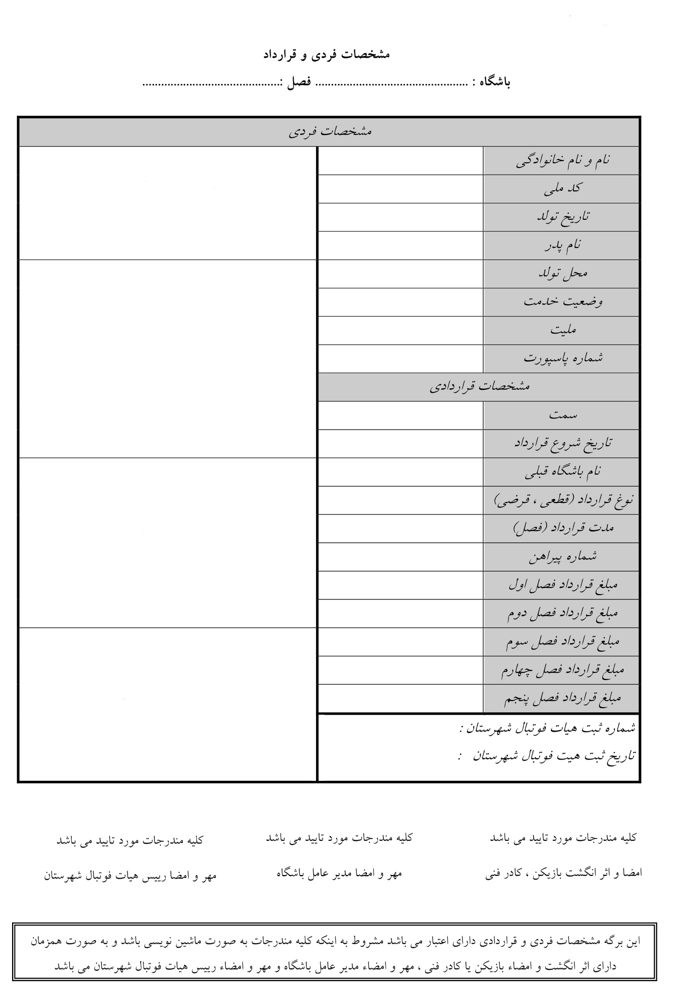 مشخصات فردی و قرارداد
باشگاه : ................................................. فصل :............................................
مشخصات فردی
نام و نام خانوادگی
کد ملی
تاریخ تولد
نام پدر
محل تولد
وضعیت خدمت
ملیت
شماره پاسپورت
مشخصات قراردادی
سمت
تاریخ شروع قرارداد
نام باشگاه قبلی
نوغ قرارداد (قطعی ، قرضی)
مدت قرارداد (فصل)
شماره پیراهن
مبلغ قرارداد فصل اول
مبلغ قرارداد فصل دوم
مبلغ قرارداد فصل سوم
مبلغ قرارداد فصل چهارم
مبلغ قرارداد فصل پنجم
شماره ثبت هیات فوتبال شهرستان :
تاریخ ثبت هیت فوتبال شهرستان :
کلیه مندرجات مورد تایید می باشد
امضا و اثر انگشت بازیکن ، کادر فنی
کلیه مندرجات مورد تایید می باشد
مهر و امضا مدیر عامل باشگاه
کلیه مندرجات مورد تایید می باشد
مهر و امضا رییس هیات فوتبال شهرستان
این برگه مشخصات فردی و قراردادی دارای اعتبار می باشد مشروط به اینکه کلیه مندرجات به صورت ماشین نویسی باشد و به صورت همزمان
دارای اثر انگشت و امضاء بازیکن یا کادر فنی ، مهر و امضاء مدیر عامل باشگاه و مهر و امضاء رییس هیات فوتبال شهرستان می باشد